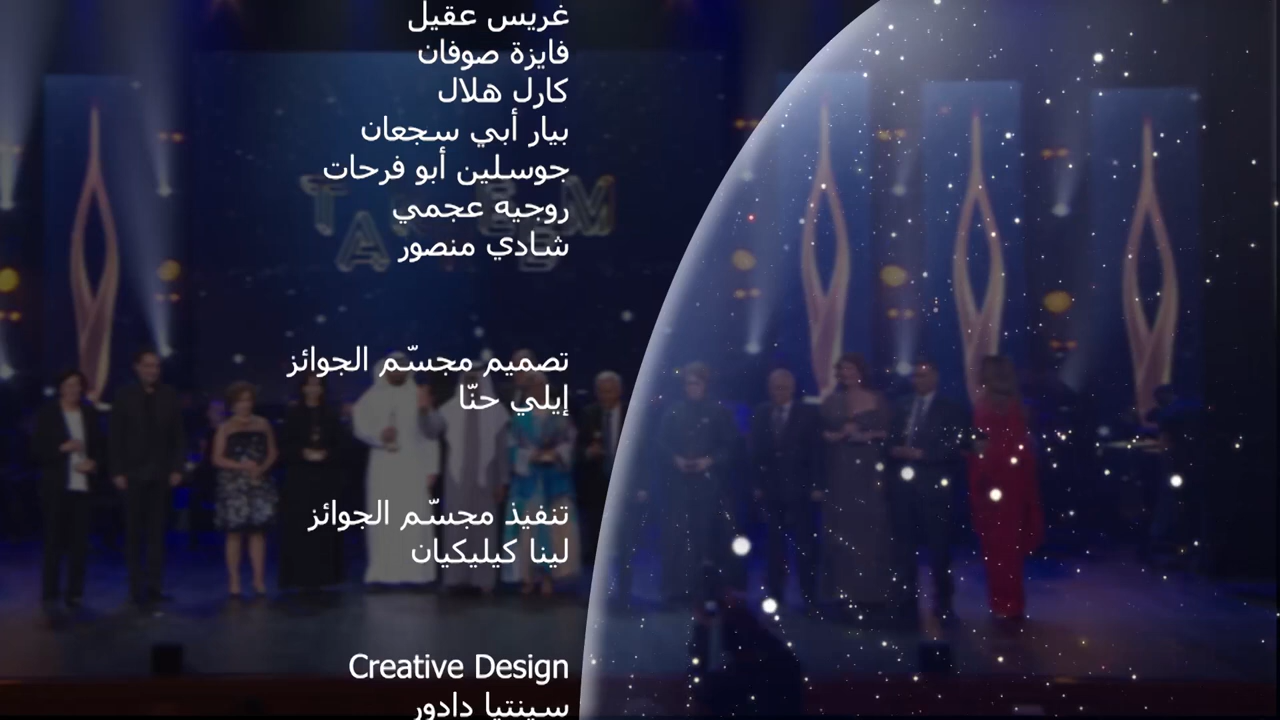 غريس عقيل
فايزة صوفان
كارل هلال
بيار أبي سجعان
جوسلين أبو فرحات
روجيه عجمي
شادي منصور
تصميم مجسّم الجوائز
إيلي حنّا
تنفيذ مجسّم الجوائز
لينا كيليكيان
Creative Design
سينتيا دادور